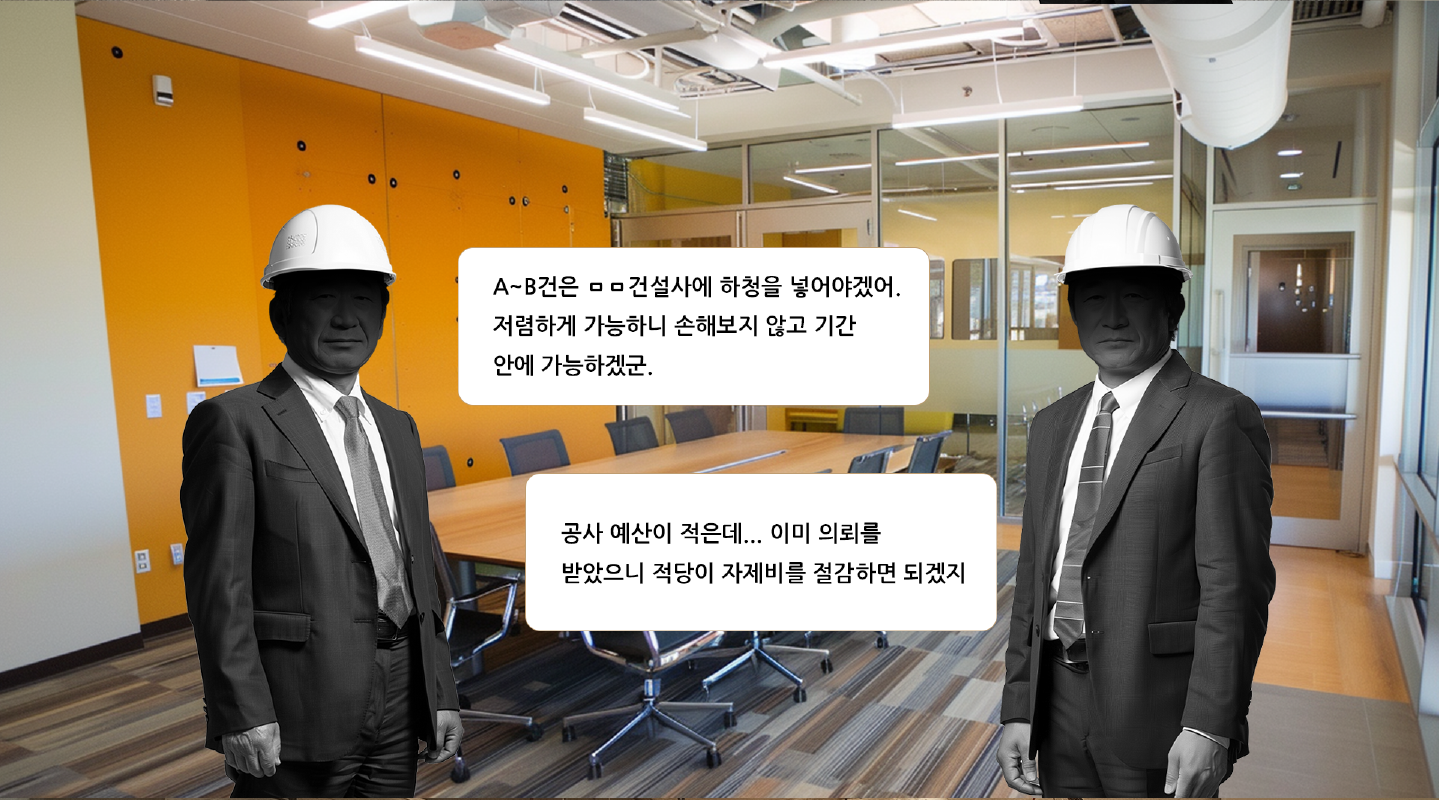 A~B건은 ㅁㅁ건설사에 하청을 넣어야겠어.
저렴하게 가능하니 손해보지 않고 기간
안에 가능하겠군.
공사 예산이 적은데... 이미 의뢰를
받았으니 적당이 자제비를 절감하면 되겠지